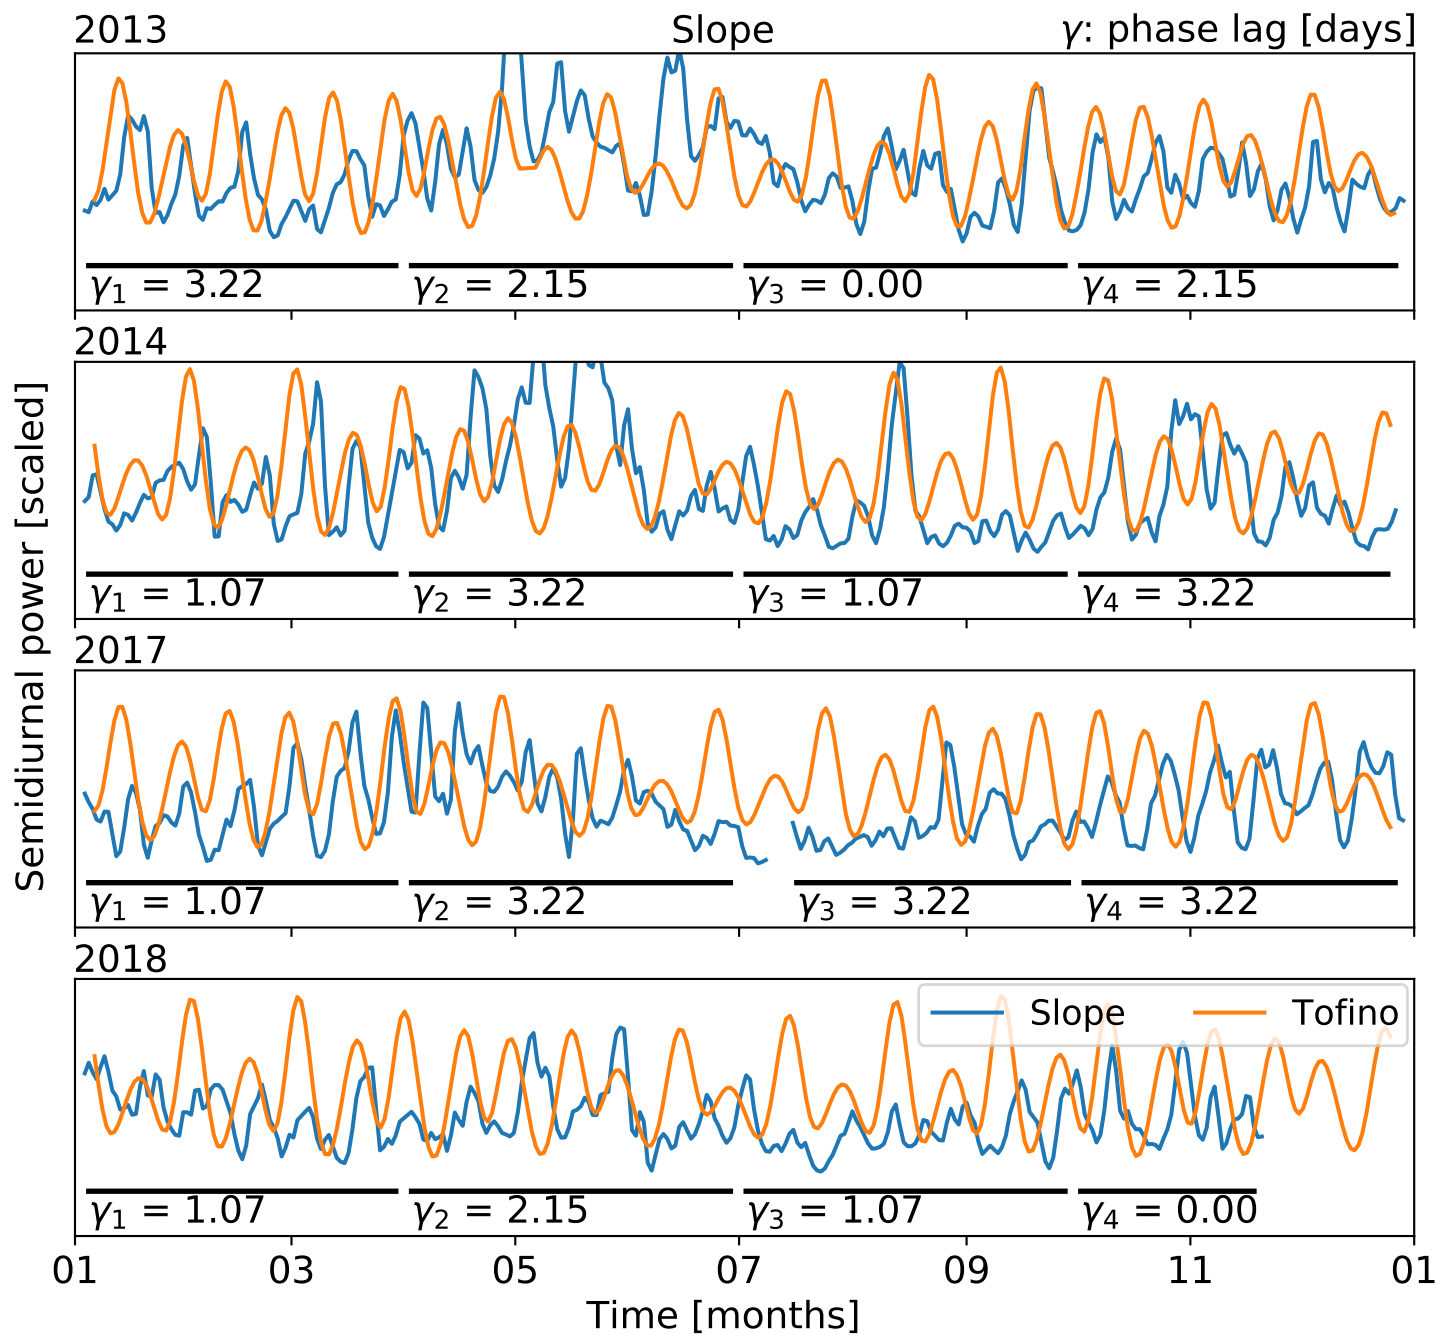 2013 Slope γ: phase lag [days]
γ1 = 3.22 γ2 = 2.15 γ3 = 0.00 γ4 = 2.15
2014
γ1 = 1.07 γ2 = 3.22 γ3 = 1.07 γ4 = 3.22
Semidiurnal power [scaled]
2017
γ1 = 1.07 γ2 = 3.22 γ3 = 3.22 γ4 = 3.22
2018
Slope Tofino
γ1 = 1.07 γ2 = 2.15 γ3 = 1.07 γ4 = 0.00
01 03 05 07 09 11 01
Time [months]